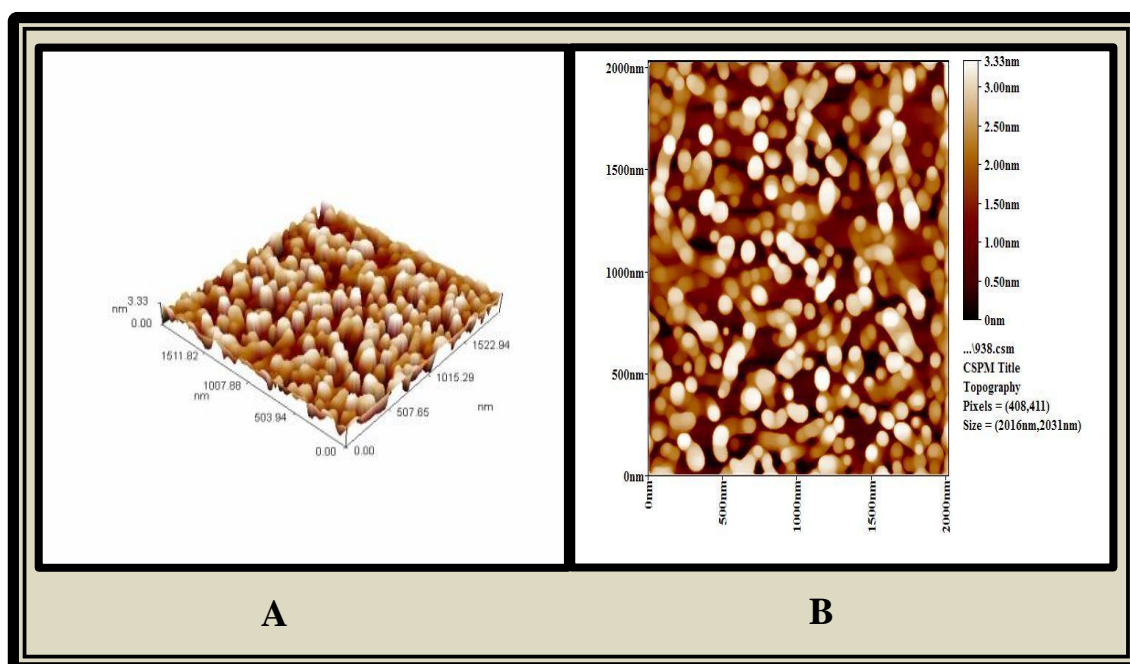 3.33
nm
0.00
1511.82
1007.88
nm
503.94
0.00
0.00
507.65
1015.29
nm
1522.94
A
2000nm
1500nm
1000nm
500nm
0nm
0nm
500nm
1000nm
1500nm
2000nm
3.33nm
3.00nm
2.50nm
2.00nm
1.50nm
1.00nm
0.50nm
0nm
...\938.csm
CSPM Title
Topography
Pixels = (408,411)
Size = (2016nm,2031nm)
B